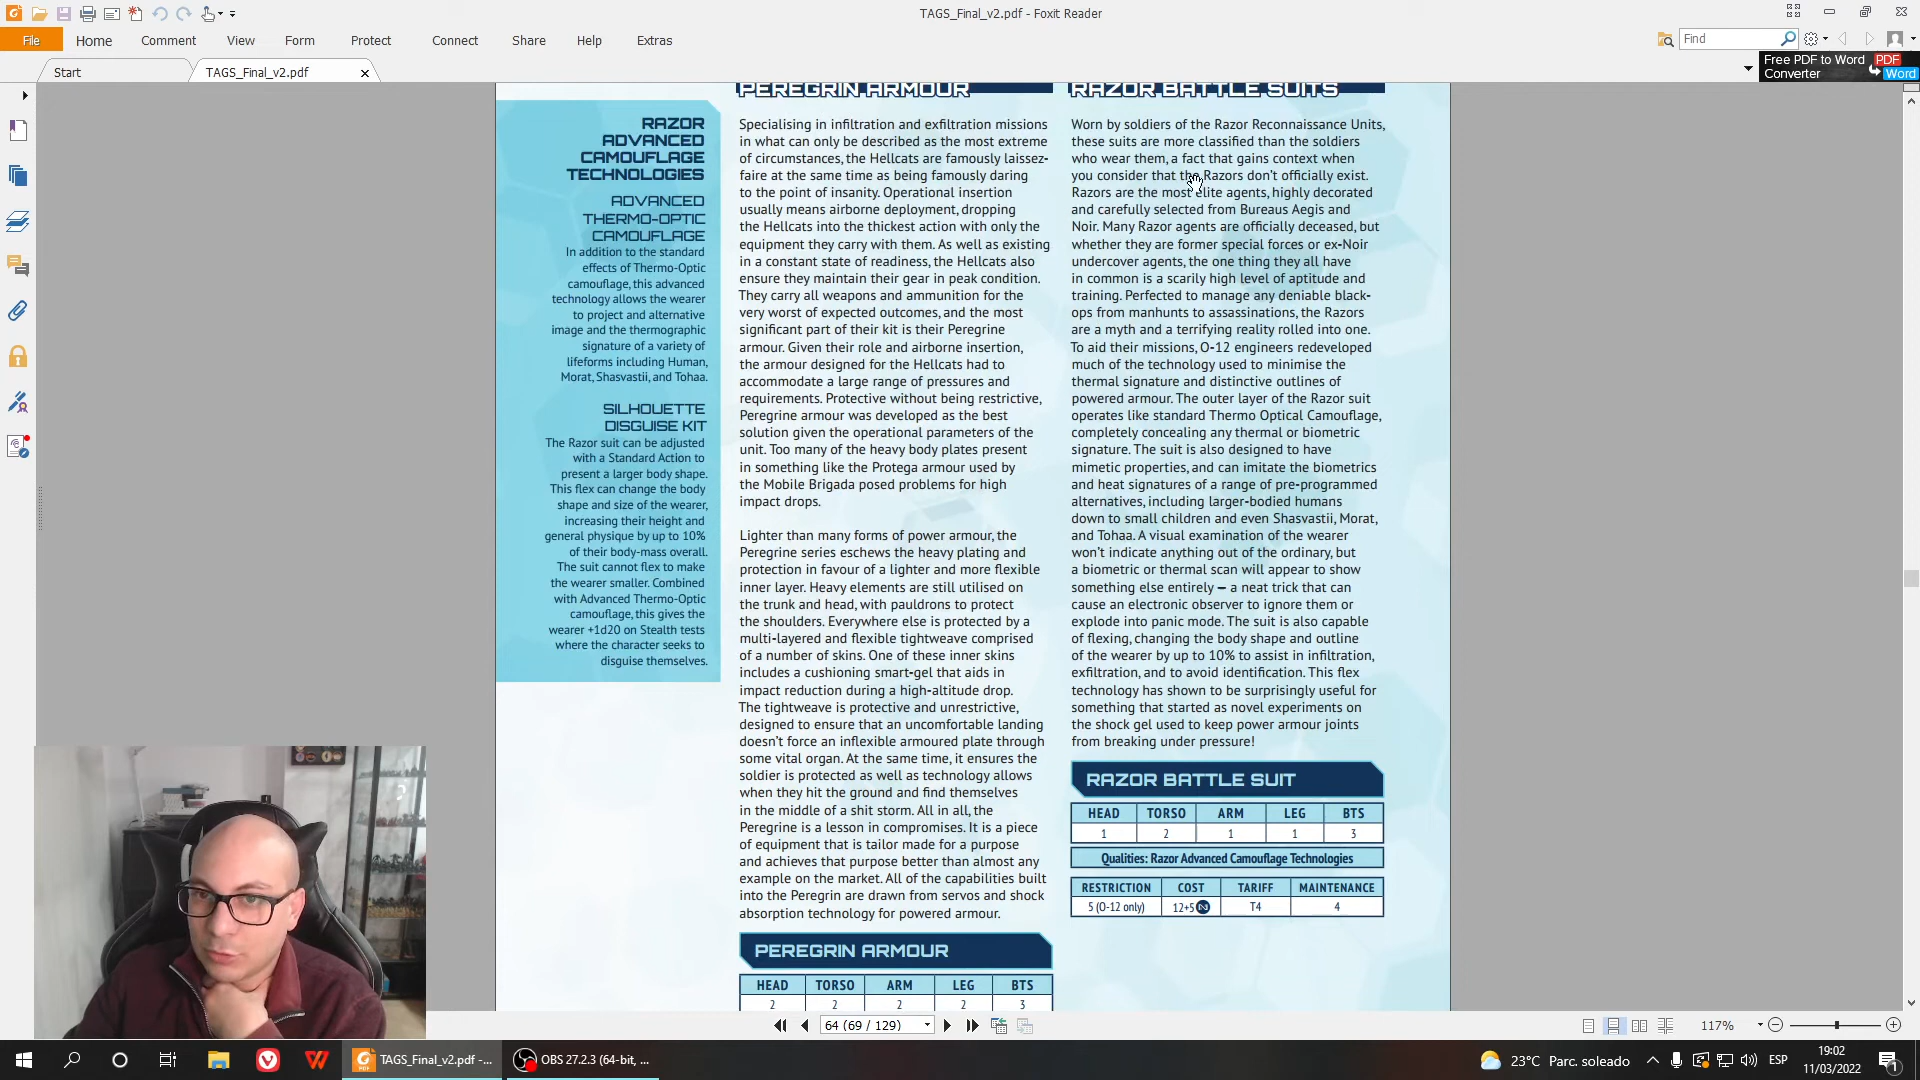 TAGS_Final_v2.pdf - Foxit Reader
File
Home
Comment
View
Form
Protect
Connect
Share
Help
Extras
Find
Start
TAGS_Final_v2.pdf
Free PDF to Word
Converter
PDF
Word
RAZOR
ADVANCED
CAMOUFLAGE
TECHNOLOGIES
ADVANCED
THERMO-OPTIC
CAMOUFLAGE
In addition to the standard
effects of Thermo-Optic
camouflage, this advanced
technology allows the wearer
to project and alternative
image and the thermographic
signature of a variety of
lifeforms including Human,
Morat, Shasvastii, and Tohaa.
SILHOUETTE
DISGUISE KIT
The Razor suit can be adjusted
with a Standard Action to
present a larger body shape.
This flex can change the body
shape and size of the wearer,
increasing their height and
general physique by up to 10%
of their body-mass overall.
The suit cannot flex to make
the wearer smaller. Combined
with Advanced Thermo-Optic
camouflage, this gives the
wearer +1d20 on Stealth tests
where the character seeks to
disguise themselves.
PEREGRIN ARMOUR
Specialising in infiltration and exfiltration missions
in what can only be described as the most extreme
of circumstances, the Hellcats are famously laissez-
faire at the same time as being famously daring
to the point of insanity. Operational insertion
usually means airborne deployment, dropping
the Hellcats into the thickest action with only the
equipment they carry with them. As well as existing
in a constant state of readiness, the Hellcats also
ensure they maintain their gear in peak condition.
They carry all weapons and ammunition for the
very worst of expected outcomes, and the most
significant part of their kit is their Peregrine
armour. Given their role and airborne insertion,
the armour designed for the Hellcats had to
accommodate a large range of pressures and
requirements. Protective without being restrictive,
Peregrine armour was developed as the best
solution given the operational parameters of the
unit. Too many of the heavy body plates present
in something like the Protega armour used by
the Mobile Brigada posed problems for high
impact drops.
Lighter than many forms of power armour, the
Peregrine series eschews the heavy plating and
protection in favour of a lighter and more flexible
inner layer. Heavy elements are still utilised on
the trunk and head, with pauldrons to protect
the shoulders. Everywhere else is protected by a
multi-layered and flexible tightweave comprised
of a number of skins. One of these inner skins
includes a cushioning smart-gel that aids in
impact reduction during a high-altitude drop.
The tightweave is protective and unrestrictive,
designed to ensure that an uncomfortable landing
doesn't force an inflexible armoured plate through
some vital organ. At the same time, it ensures the
soldier is protected as well as technology allows
when they hit the ground and find themselves
in the middle of a shit storm. All in all, the
Peregrine is a lesson in compromises. It is a piece
of equipment that is tailor made for a purpose
and achieves that purpose better than almost any
example on the market. All of the capabilities built
into the Peregrin are drawn from servos and shock
absorption technology for powered armour.
PEREGRIN ARMOUR
HEAD TORSO ARM LEG BTS
2 2 2 2 3
RAZOR BATTLE SUITS
Worn by soldiers of the Razor Reconnaissance Units,
these suits are more classified than the soldiers
who wear them, a fact that gains context when
you consider that the Razors don't officially exist.
Razors are the most elite agents, highly decorated
and carefully selected from Bureaus Aegis and
Noir. Many Razor agents are officially deceased, but
whether they are former special forces or ex-Noir
undercover agents, the one thing they all have
in common is a scarily high level of aptitude and
training. Perfected to manage any deniable black-
ops from manhunts to assassinations, the Razors
are a myth and a terrifying reality rolled into one.
To aid their missions, O-12 engineers redeveloped
much of the technology used to minimise the
thermal signature and distinctive outlines of
powered armour. The outer layer of the Razor suit
operates like standard Thermo Optical Camouflage,
completely concealing any thermal or biometric
signature. The suit is also designed to have
mimetic properties, and can imitate the biometrics
and heat signatures of a range of pre-programmed
alternatives, including larger-bodied humans
down to small children and even Shasvastii, Morat,
and Tohaa. A visual examination of the wearer
won't indicate anything out of the ordinary, but
a biometric or thermal scan will appear to show
something else entirely – a neat trick that can
cause an electronic observer to ignore them or
explode into panic mode. The suit is also capable
of flexing, changing the body shape and outline
of the wearer by up to 10% to assist in infiltration,
exfiltration, and to avoid identification. This flex
technology has shown to be surprisingly useful for
something that started as novel experiments on
the shock gel used to keep power armour joints
from breaking under pressure!
RAZOR BATTLE SUIT
HEAD TORSO ARM LEG BTS
1 2 1 1 3
Qualities: Razor Advanced Camouflage Technologies
RESTRICTION COST TARIFF MAINTENANCE
5 (O-12 only) 12+5 T4 4
64 (69 / 129)
117%
TAGS_Final_v2.pdf -...
OBS 27.2.3 (64-bit, ...
23°C Parc. soleado
ESP
19:02
11/03/2022
1